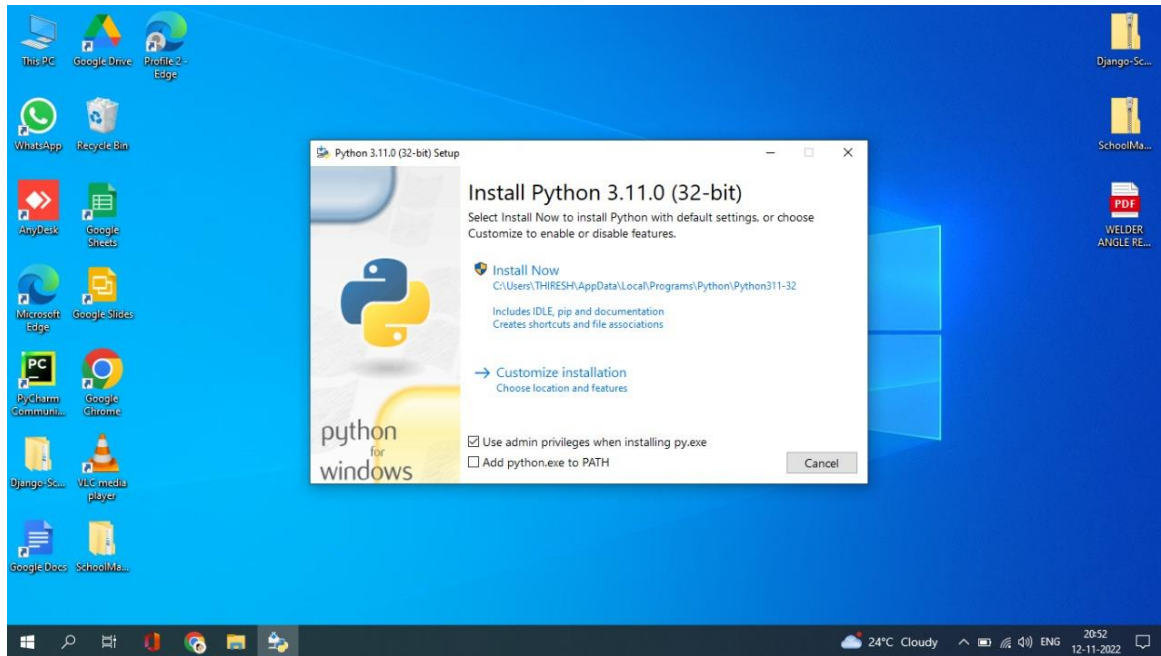 This PC
Google Drive
Profile 2 -
Edge
WhatsApp
Recycle Bin
AnyDesk
Google
Sheets
Microsoft
Edge
Google Slides
PC
PyCharm
Communi...
Google
Chrome
Django-Sc...
VLC media
player
Google Docs
SchoolMa...
Django-Sc...
SchoolMa...
PDF
WELDER
ANGLE RE...
Python 3.11.0 (32-bit) Setup
Install Python 3.11.0 (32-bit)
Select Install Now to install Python with default settings, or choose
Customize to enable or disable features.
Install Now
C:\Users\THIRESH\AppData\Local\Programs\Python\Python311-32
Includes IDLE, pip and documentation
Creates shortcuts and file associations
Customize installation
Choose location and features
python
for
windows
Use admin privileges when installing py.exe
Add python.exe to PATH
Cancel
24°C Cloudy
ENG
20:52
12-11-2022